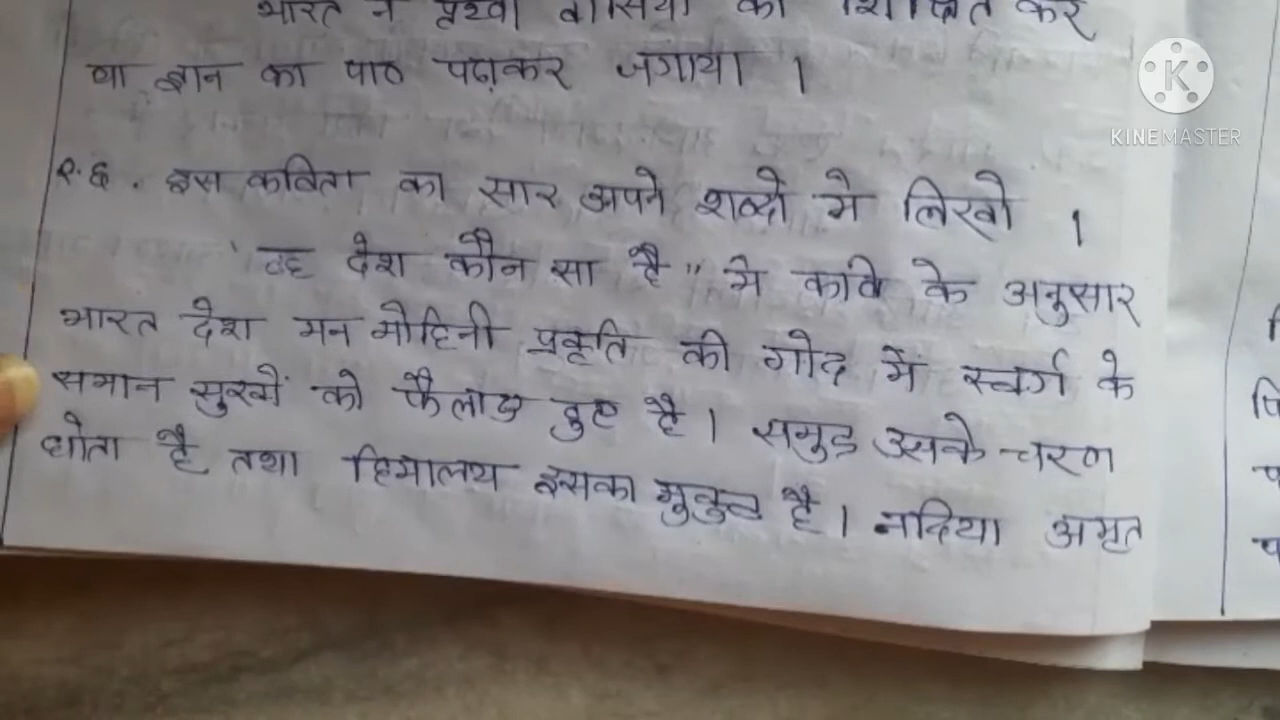 भारत ने पृथ्वी वासियों को शिक्षित कर
या ज्ञान का पाठ पढ़ाकर जगाया ।
प्र.६. इस कविता का सार अपने शब्दो मे लिखो ।
'वह देश कौन सा है" मे कवि के अनुसार
भारत देश मन मोहिनी प्रकृति की गोद में स्वर्ग के
समान सुखों को फैलाए हुए है। समुद्र उसके चरण
धोता है तथा हिमालय इसका मुकुट है। नदिया अमृत
KINEMASTER